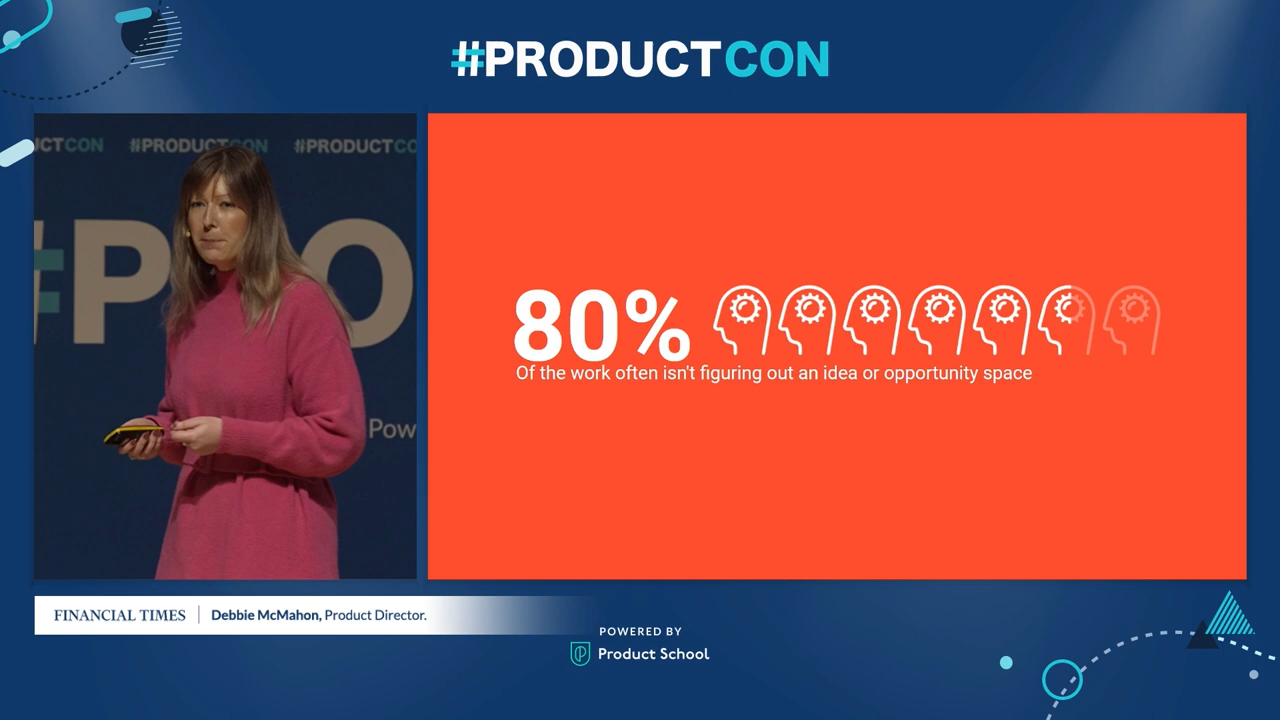 #PRODUCTCON
UCTCON #PRODUCTCON #PRODUCTCO
#PRO
Pow
80%
Of the work often isn't figuring out an idea or opportunity space
FINANCIAL TIMES | Debbie McMahon, Product Director.
POWERED BY
Product School